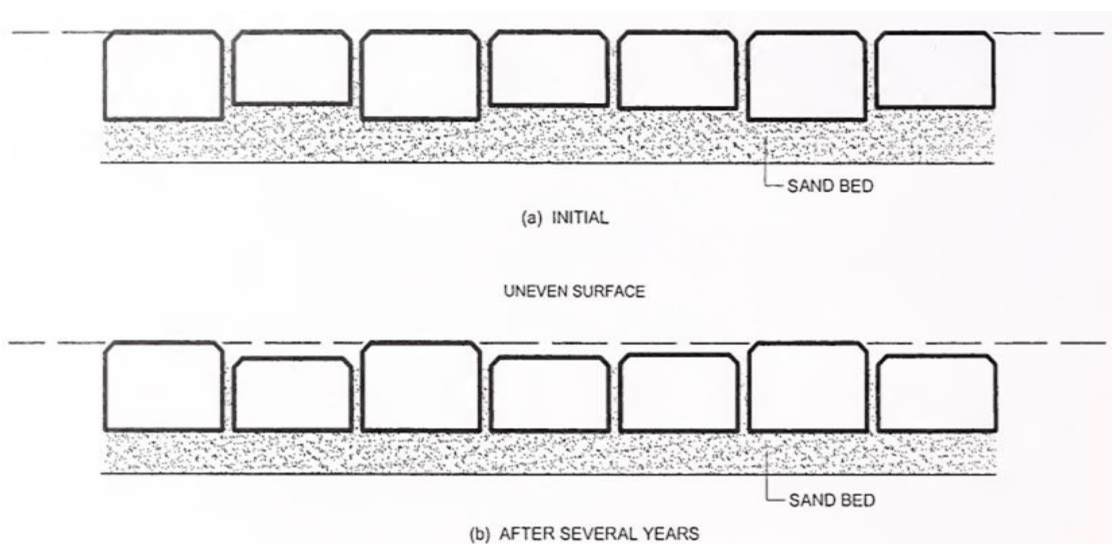 SAND BED
(a) INITIAL
UNEVEN SURFACE
SAND BED
(b) AFTER SEVERAL YEARS